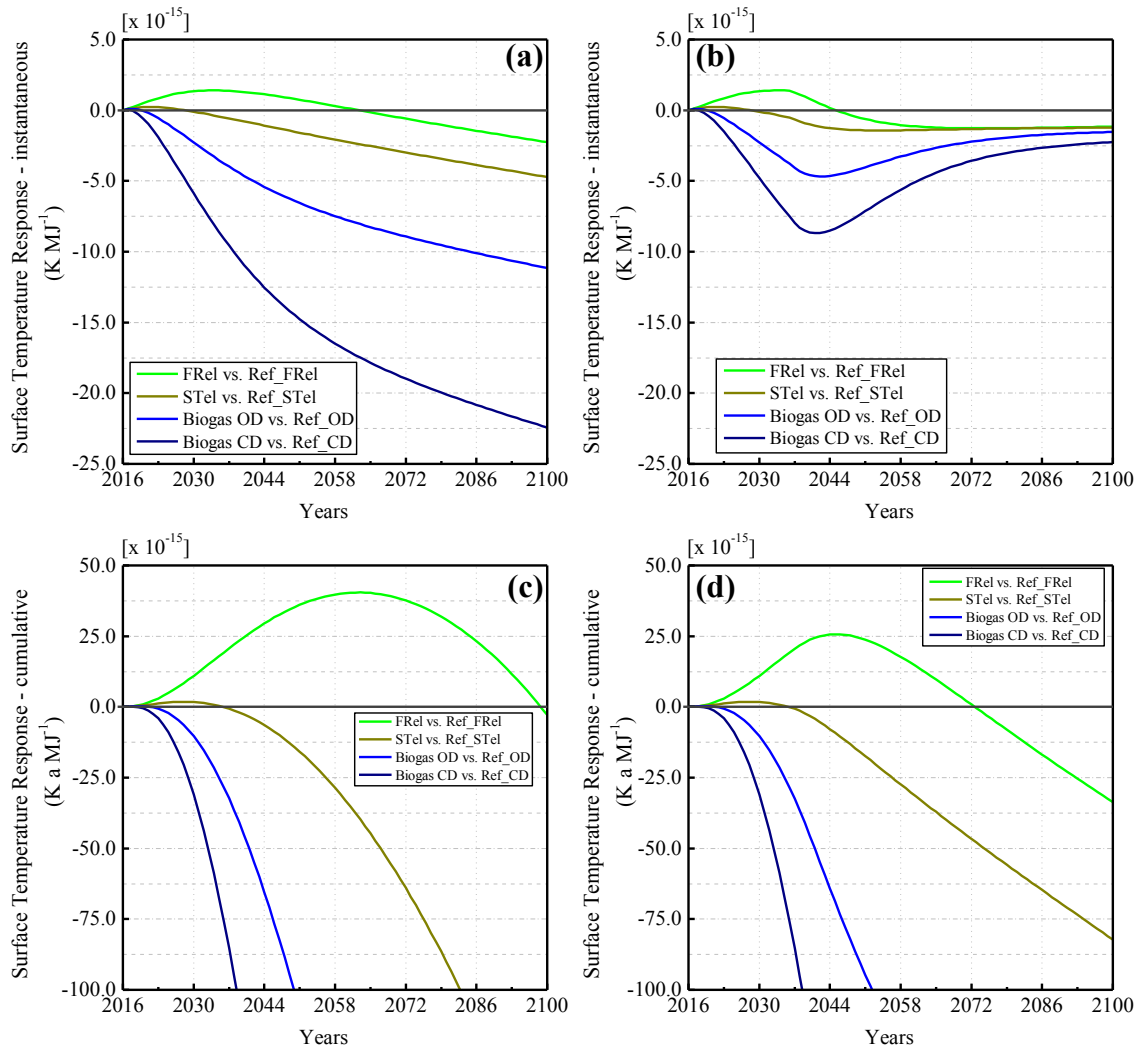 [x 10^-15]
(a)
Surface Temperature Response - instantaneous
(K MJ^-1)
5.0
0.0
-5.0
-10.0
-15.0
-20.0
-25.0
FRel vs. Ref_FRel
STel vs. Ref_STel
Biogas OD vs. Ref_OD
Biogas CD vs. Ref_CD
2016 2030 2044 2058 2072 2086 2100
Years
[x 10^-15]
(b)
Surface Temperature Response - instantaneous
(K MJ^-1)
5.0
0.0
-5.0
-10.0
-15.0
-20.0
-25.0
FRel vs. Ref_FRel
STel vs. Ref_STel
Biogas OD vs. Ref_OD
Biogas CD vs. Ref_CD
2016 2030 2044 2058 2072 2086 2100
Years
[x 10^-15]
(c)
Surface Temperature Response - cumulative
(K a MJ^-1)
50.0
25.0
0.0
-25.0
-50.0
-75.0
-100.0
FRel vs. Ref_FRel
STel vs. Ref_STel
Biogas OD vs. Ref_OD
Biogas CD vs. Ref_CD
2016 2030 2044 2058 2072 2086 2100
Years
[x 10^-15]
(d)
Surface Temperature Response - cumulative
(K a MJ^-1)
50.0
25.0
0.0
-25.0
-50.0
-75.0
-100.0
FRel vs. Ref_FRel
STel vs. Ref_STel
Biogas OD vs. Ref_OD
Biogas CD vs. Ref_CD
2016 2030 2044 2058 2072 2086 2100
Years